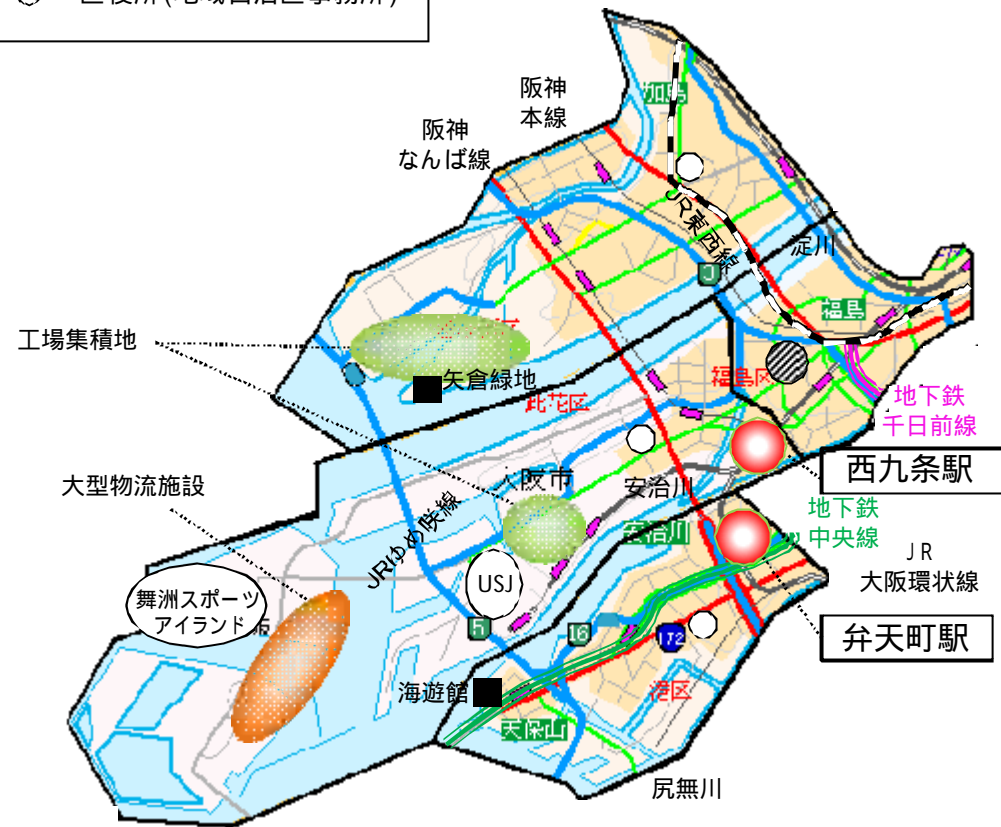 区役所(地域自治区事務所)
阪神
本線
阪神
なんば線
加島
JR東西線
淀川
福島
工場集積地
矢倉緑地
福島区
此花区
地下鉄
千日前線
西九条駅
大型物流施設
大阪市
安治川
地下鉄
中央線
安治川
JRゆめ咲線
JR
大阪環状線
USJ
舞洲スポーツ
アイランド
阪
5
16
172
弁天町駅
海遊館
港区
天保山
尻無川